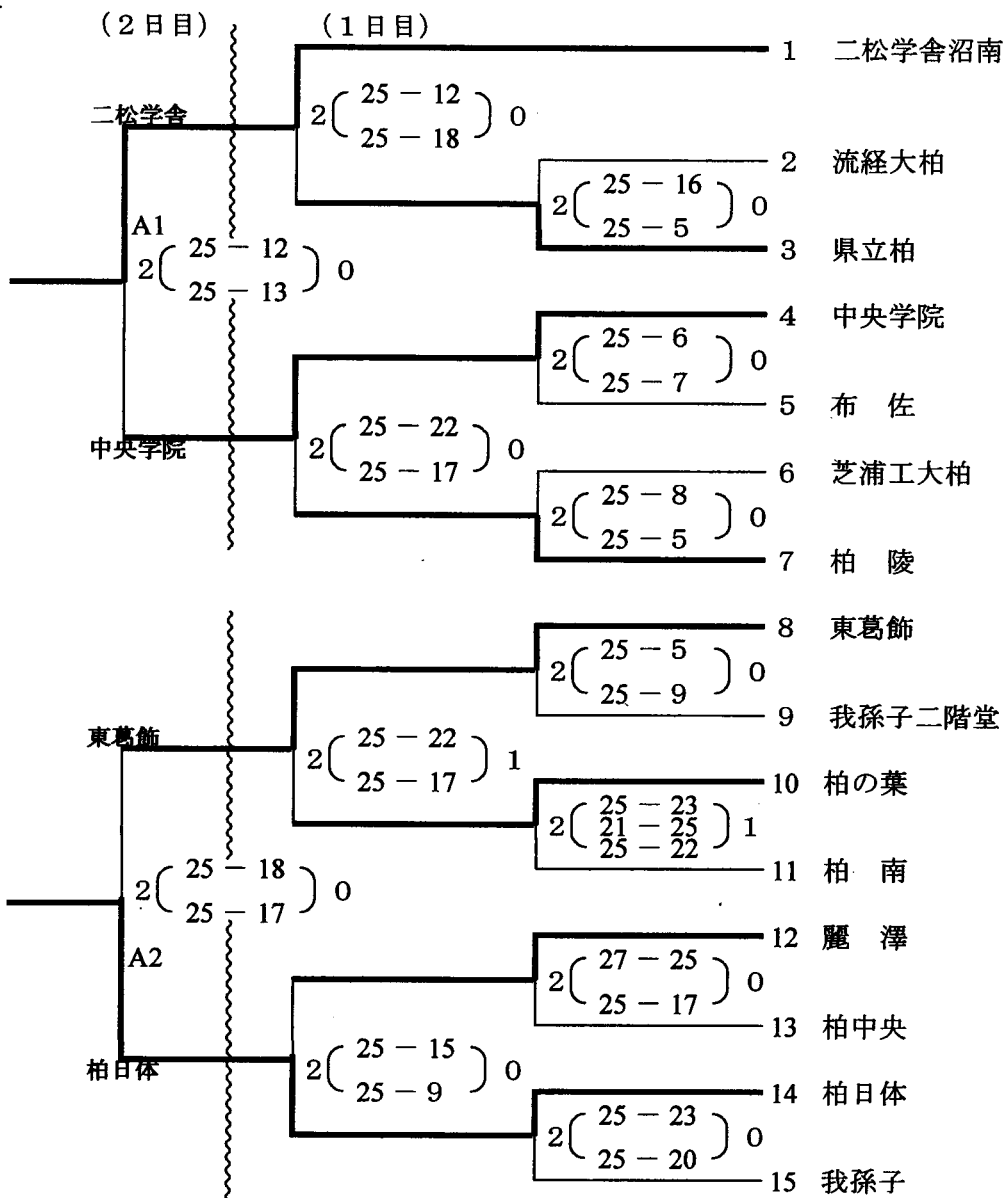 (2日目) (1日目)
1 二松学舎沼南
二松学舎
2 ( 25 − 12 ) 0
25 − 18
2 流経大柏
2 ( 25 − 16 ) 0
25 − 5
3 県立柏
A1
2 ( 25 − 12 ) 0
25 − 13
4 中央学院
2 ( 25 − 6 ) 0
25 − 7
5 布 佐
中央学院
2 ( 25 − 22 ) 0
25 − 17
6 芝浦工大柏
2 ( 25 − 8 ) 0
25 − 5
7 柏 陵
8 東葛飾
2 ( 25 − 5 ) 0
25 − 9
9 我孫子二階堂
東葛飾
2 ( 25 − 22 ) 1
25 − 17
10 柏の葉
25 − 23
2 ( 21 − 25 ) 1
25 − 22
11 柏 南
2 ( 25 − 18 ) 0
25 − 17
A2
12 麗 澤
2 ( 27 − 25 ) 0
25 − 17
13 柏中央
柏日体
2 ( 25 − 15 ) 0
25 − 9
14 柏日体
2 ( 25 − 23 ) 0
25 − 20
15 我孫子